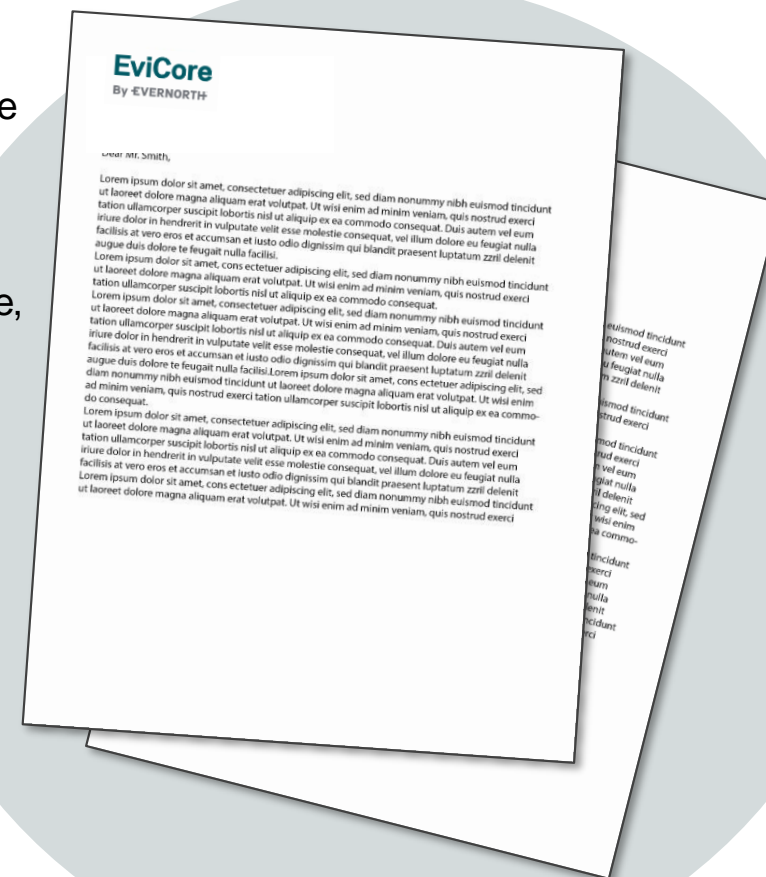 e
e,
EviCore
By EVERNORTH
Dear Mr. Smith,
Lorem ipsum dolor sit amet, consectetuer adipiscing elit, sed diam nonummy nibh euismod tincidunt
ut laoreet dolore magna aliquam erat volutpat. Ut wisi enim ad minim veniam, quis nostrud exerci
tation ullamcorper suscipit lobortis nisl ut aliquip ex ea commodo consequat. Duis autem vel eum
iriure dolor in hendrerit in vulputate velit esse molestie consequat, vel illum dolore eu feugiat nulla
facilisis at vero eros et accumsan et iusto odio dignissim qui blandit praesent luptatum zzril delenit
augue duis dolore te feugait nulla facilisi.
Lorem ipsum dolor sit amet, cons ectetuer adipiscing elit, sed diam nonummy nibh euismod tincidunt
ut laoreet dolore magna aliquam erat volutpat. Ut wisi enim ad minim veniam, quis nostrud exerci
tation ullamcorper suscipit lobortis nisl ut aliquip ex ea commodo consequat.
Lorem ipsum dolor sit amet, consectetuer adipiscing elit, sed diam nonummy nibh euismod tincidunt
ut laoreet dolore magna aliquam erat volutpat. Ut wisi enim ad minim veniam, quis nostrud exerci
tation ullamcorper suscipit lobortis nisl ut aliquip ex ea commodo consequat. Duis autem vel eum
iriure dolor in hendrerit in vulputate velit esse molestie consequat, vel illum dolore eu feugiat nulla
facilisis at vero eros et accumsan et iusto odio dignissim qui blandit praesent luptatum zzril delenit
augue duis dolore te feugait nulla facilisi.Lorem ipsum dolor sit amet, cons ectetuer adipiscing elit, sed
diam nonummy nibh euismod tincidunt ut laoreet dolore magna aliquam erat volutpat. Ut wisi enim
ad minim veniam, quis nostrud exerci tation ullamcorper suscipit lobortis nisl ut aliquip ex ea commo-
do consequat.
Lorem ipsum dolor sit amet, consectetuer adipiscing elit, sed diam nonummy nibh euismod tincidunt
ut laoreet dolore magna aliquam erat volutpat. Ut wisi enim ad minim veniam, quis nostrud exerci
tation ullamcorper suscipit lobortis nisl ut aliquip ex ea commodo consequat. Duis autem vel eum
iriure dolor in hendrerit in vulputate velit esse molestie consequat, vel illum dolore eu feugiat nulla
facilisis at vero eros et accumsan et iusto odio dignissim qui blandit praesent luptatum zzril delenit
Lorem ipsum dolor sit amet, cons ectetuer adipiscing elit, sed diam nonummy nibh euismod tincidunt
ut laoreet dolore magna aliquam erat volutpat. Ut wisi enim ad minim veniam, quis nostrud exerci
euismod tincidunt
nostrud exerci
utem vel eum
u feugiat nulla
zzril delenit
ismod tincidunt
strud exerci
mod tincidunt
rud exerci
vel eum
giat nulla
il delenit
cing elit, sed
wisi enim
ea commo-
tincidunt
exerci
eum
nulla
lenit
ncidunt
rci